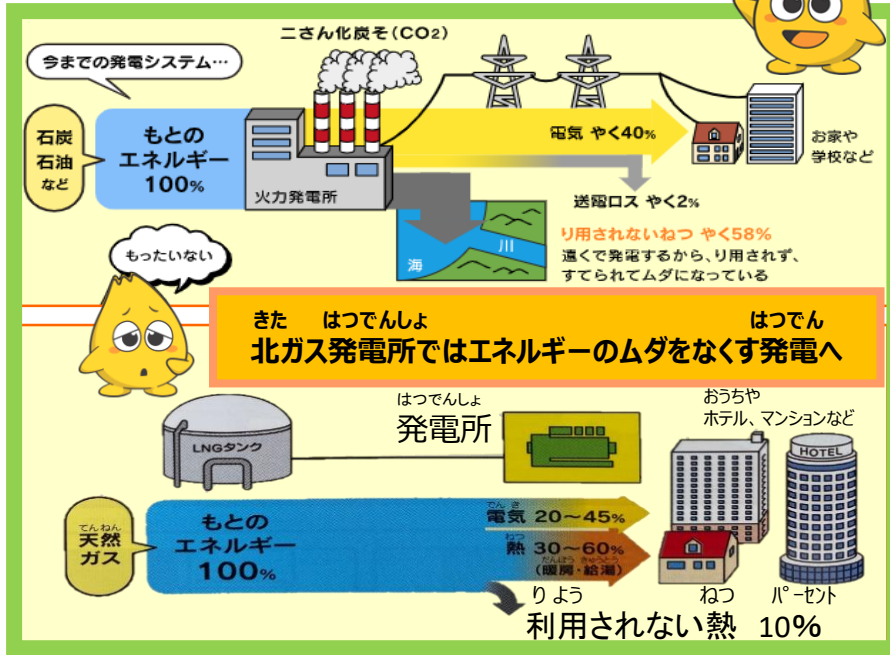 二さん化炭そ(CO2)
今までの発電システム…
石炭
石油
など
もとの
エネルギー
100%
火力発電所
電気 やく40%
お家や
学校など
送電ロス やく2%
り用されないねつ やく58%
遠くで発電するから、り用されず、
すてられてムダになっている
海
川
もったいない
きた はつでんしょ はつでん
北ガス発電所ではエネルギーのムダをなくす発電へ
はつでんしょ
発電所
おうちや
ホテル、マンションなど
LNGタンク
HOTEL
てんねん
天然
ガス
もとの
エネルギー
100%
でんき
電気 20〜45%
ねつ
熱 30〜60%
だんぼう きゅうとう
(暖房・給湯)
りよう ねつ パーセント
利用されない熱 10%